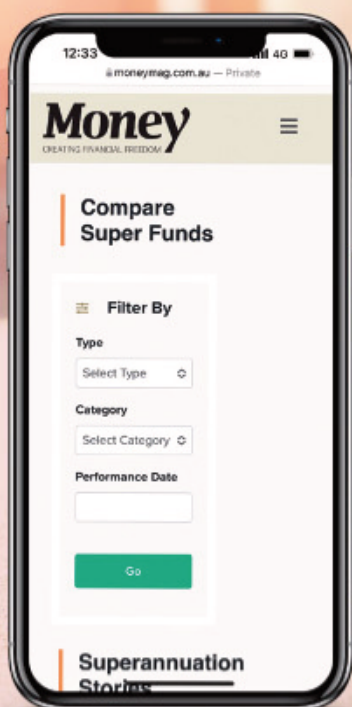 12:33
4G
moneymag.com.au — Private
Money
CREATING FINANCIAL FREEDOM
Compare
Super Funds
Filter By
Type
Select Type
Category
Select Category
Performance Date
Go
Superannuation
Stories